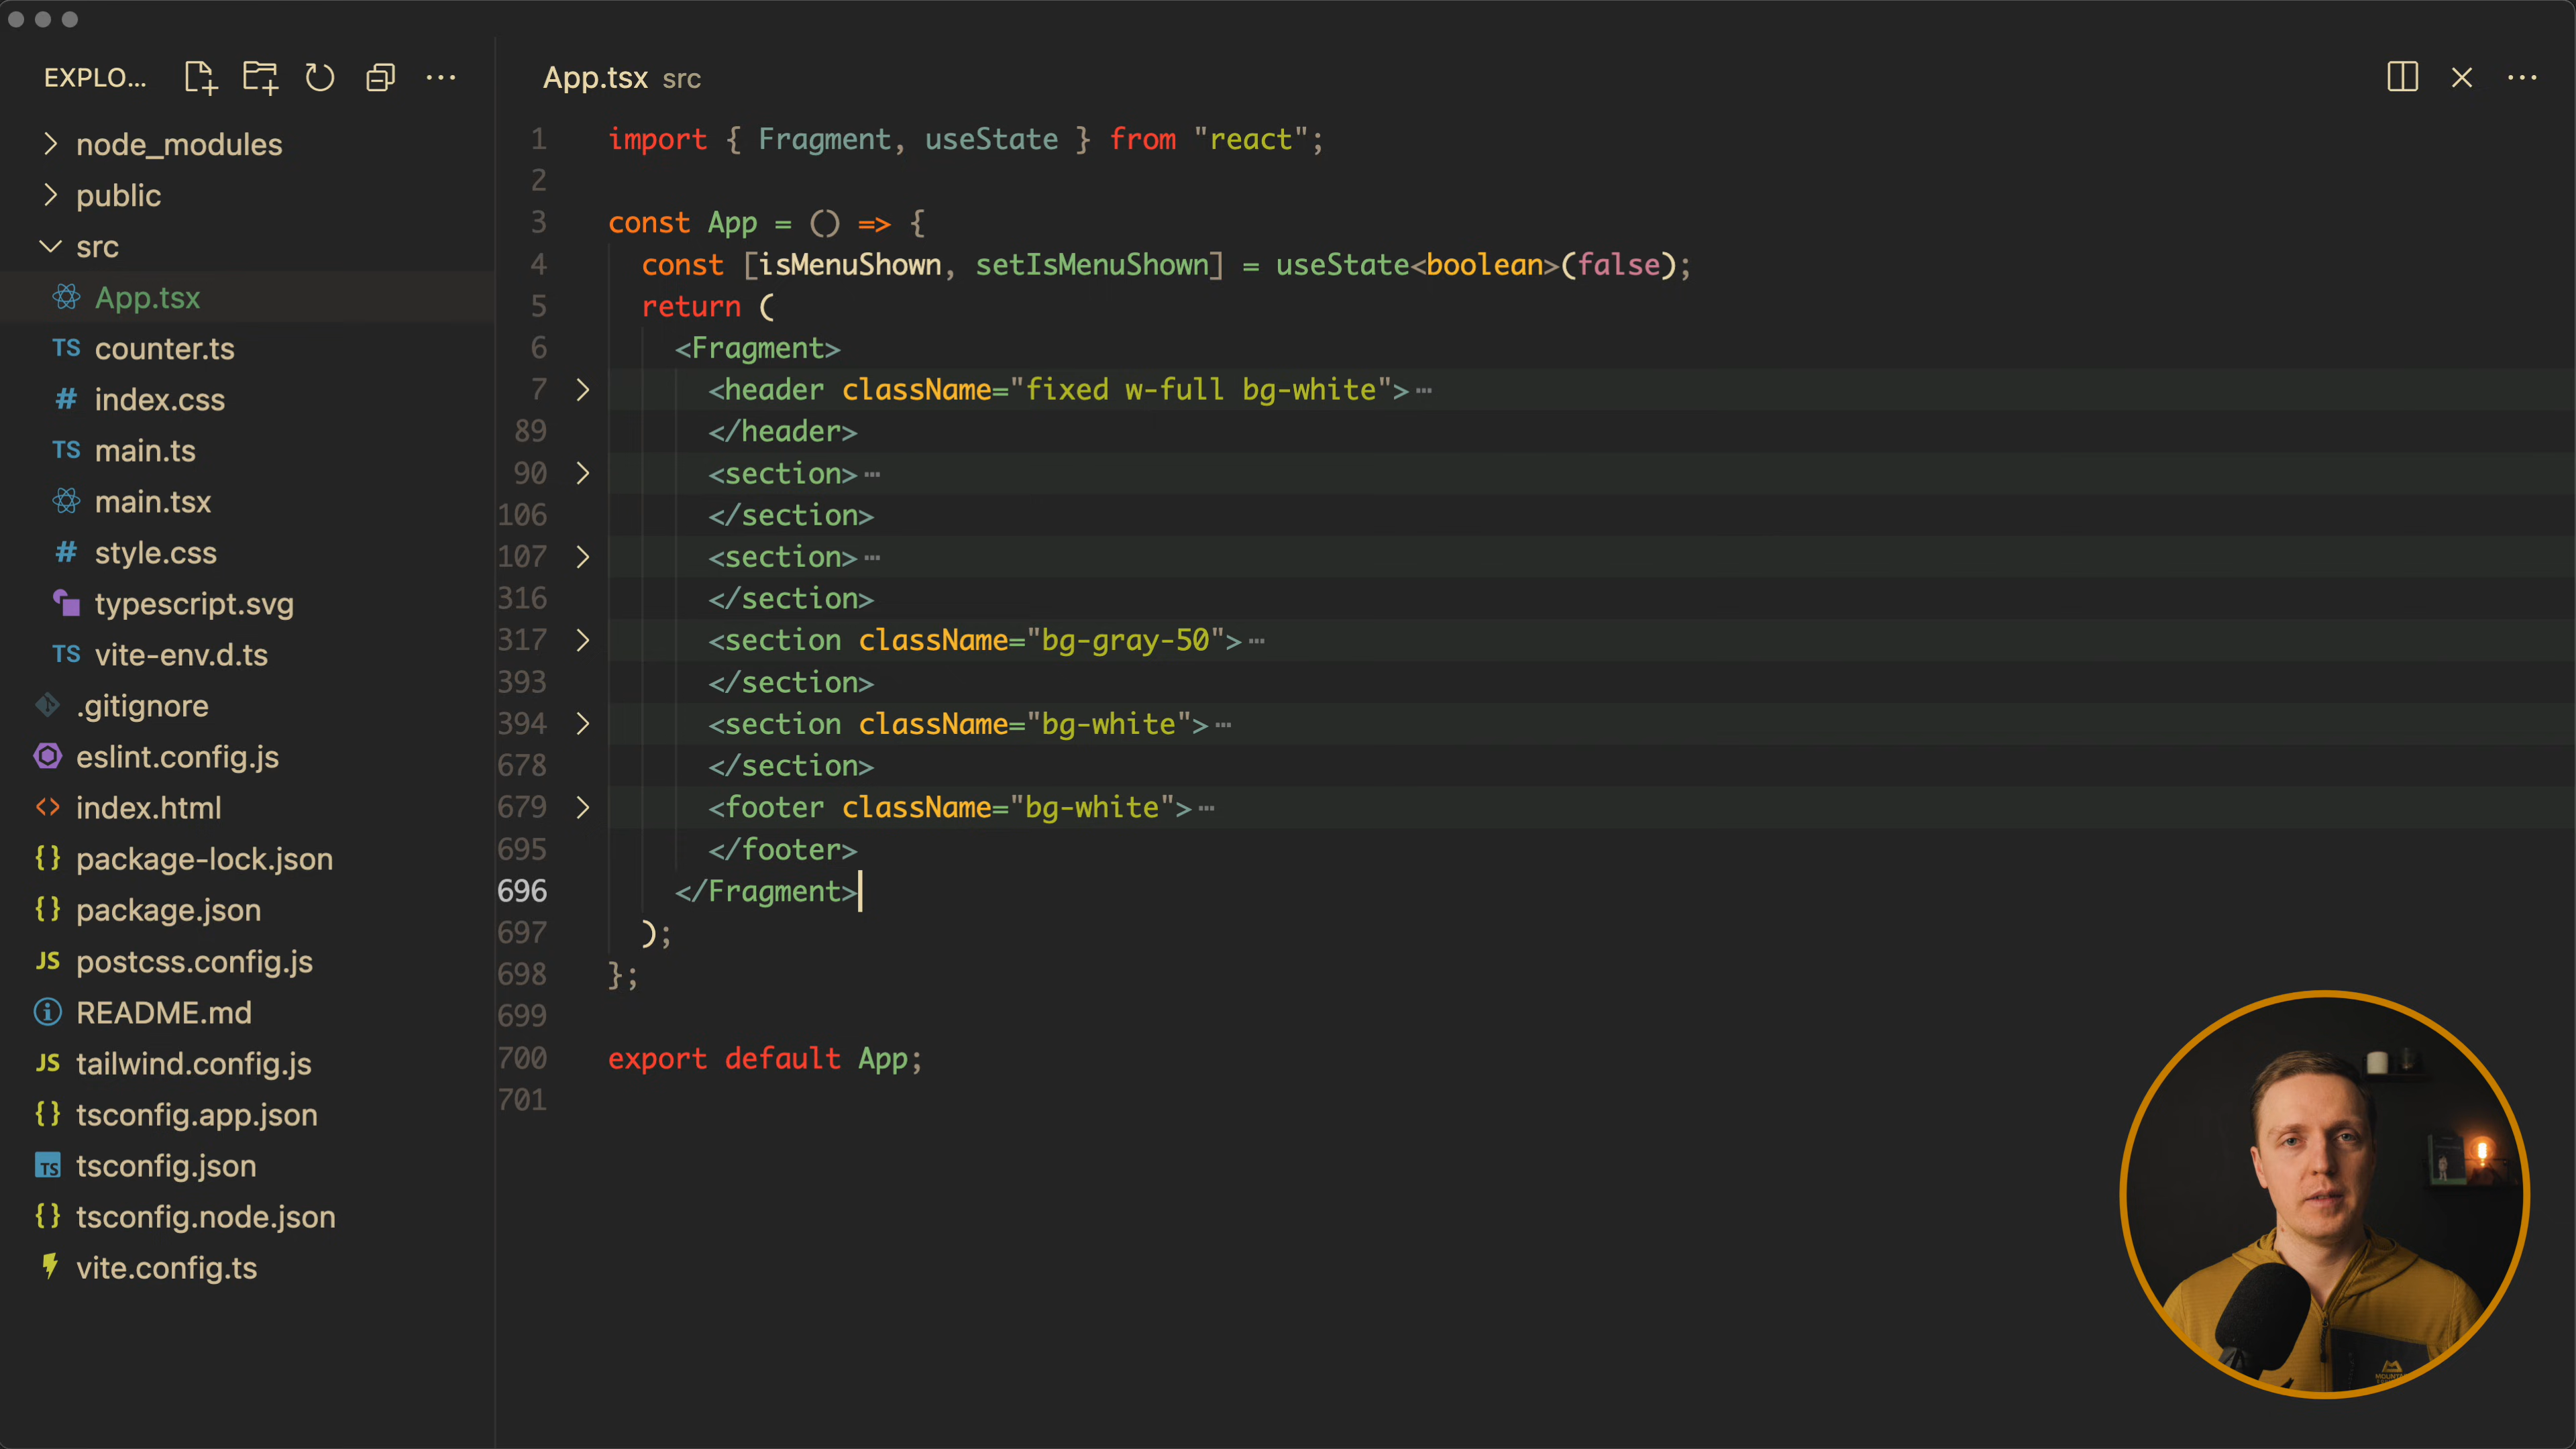 EXPLO...
node_modules
public
src
App.tsx
TS counter.ts
# index.css
TS main.ts
main.tsx
# style.css
typescript.svg
TS vite-env.d.ts
.gitignore
eslint.config.js
<> index.html
{} package-lock.json
{} package.json
JS postcss.config.js
README.md
JS tailwind.config.js
{} tsconfig.app.json
TS tsconfig.json
{} tsconfig.node.json
vite.config.ts
App.tsx src
1 import { Fragment, useState } from "react";
2
3 const App = () => {
4 const [isMenuShown, setIsMenuShown] = useState<boolean>(false);
5 return (
6 <Fragment>
7 <header className="fixed w-full bg-white">…
89 </header>
90 <section>…
106 </section>
107 <section>…
316 </section>
317 <section className="bg-gray-50">…
393 </section>
394 <section className="bg-white">…
678 </section>
679 <footer className="bg-white">…
695 </footer>
696 </Fragment>
697 );
698 };
699
700 export default App;
701